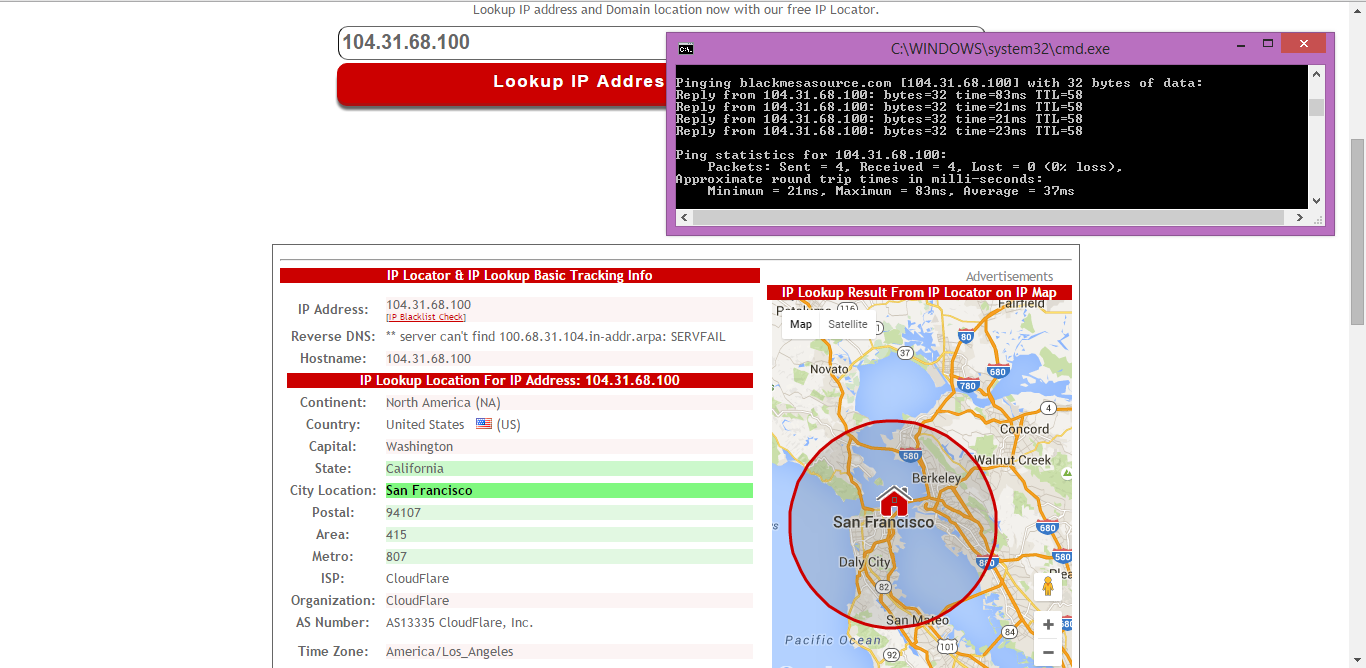 Lookup IP address and Domain location now with our free IP Locator.
104.31.68.100
Lookup IP Addres
C:\WINDOWS\system32\cmd.exe
Pinging blackmesasource.com [104.31.68.100] with 32 bytes of data:
Reply from 104.31.68.100: bytes=32 time=83ms TTL=58
Reply from 104.31.68.100: bytes=32 time=21ms TTL=58
Reply from 104.31.68.100: bytes=32 time=21ms TTL=58
Reply from 104.31.68.100: bytes=32 time=23ms TTL=58
Ping statistics for 104.31.68.100:
Packets: Sent = 4, Received = 4, Lost = 0 (0% loss),
Approximate round trip times in milli-seconds:
Minimum = 21ms, Maximum = 83ms, Average = 37ms
IP Locator & IP Lookup Basic Tracking Info
IP Address: 104.31.68.100
[IP Blacklist Check]
Reverse DNS: ** server can't find 100.68.31.104.in-addr.arpa: SERVFAIL
Hostname: 104.31.68.100
IP Lookup Location For IP Address: 104.31.68.100
Continent: North America (NA)
Country: United States (US)
Capital: Washington
State: California
City Location: San Francisco
Postal: 94107
Area: 415
Metro: 807
ISP: CloudFlare
Organization: CloudFlare
AS Number: AS13335 CloudFlare, Inc.
Time Zone: America/Los_Angeles
Advertisements
IP Lookup Result From IP Locator on IP Map
Fairfield
116
Map Satellite
80
37
Novato
680
780
4
Concord
580
Walnut Creek
Berkeley
San Francisco
680
580
Daly City
880
82
San Mateo
84
Pacific Ocean
101
92
+
−